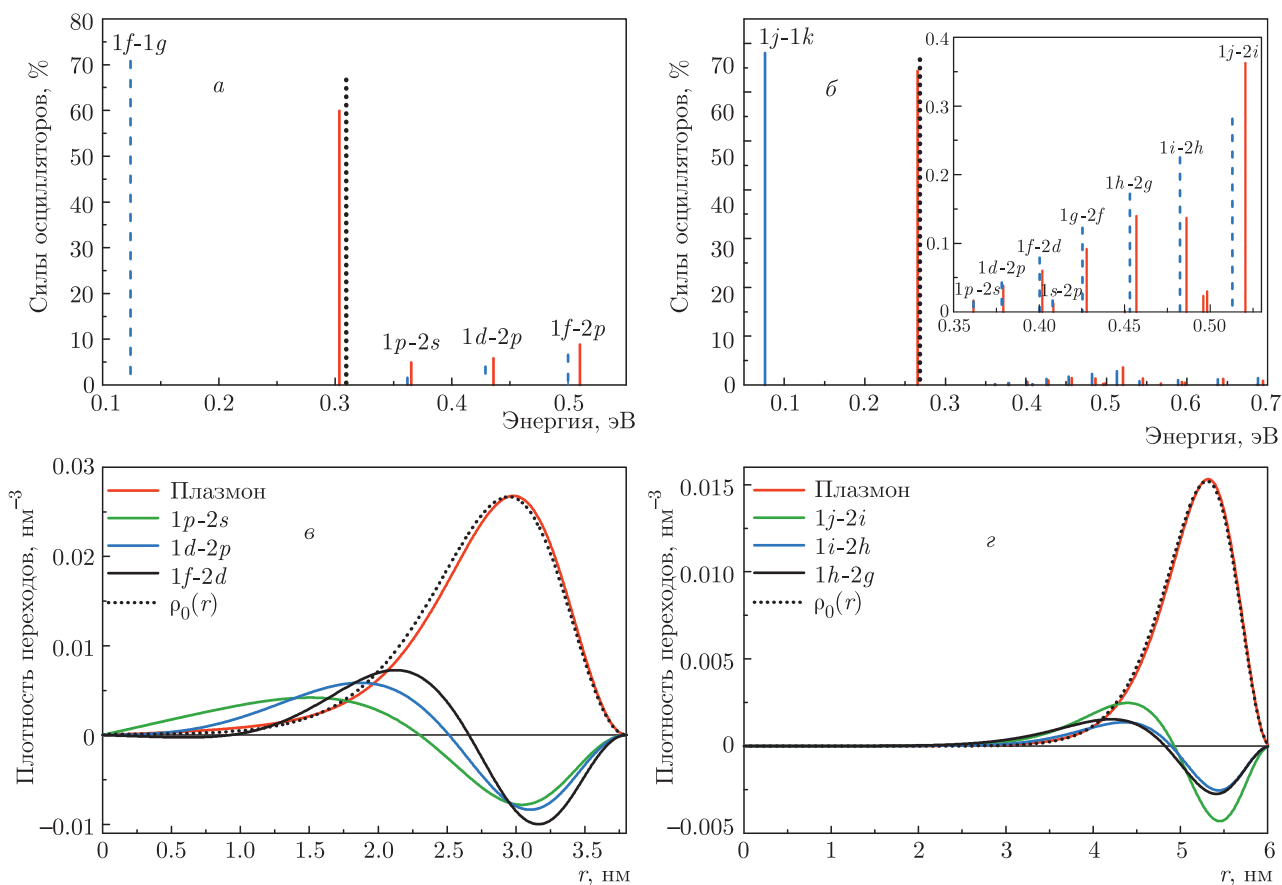 80
70
60
50
40
30
20
10
0
Силы осцилляторов, %
1f-1g
а
1p-2s
1d-2p
1f-2p
0.1
0.2
0.3
0.4
0.5
Энергия, эВ
70
60
50
40
30
20
10
0
Силы осцилляторов, %
1j-1k
б
0.4
0.3
0.2
0.1
0
1j-2i
1i-2h
1h-2g
1g-2f
1f-2d
1d-2p
1p-2s
1s-2p
0.35
0.40
0.45
0.50
0.1
0.2
0.3
0.4
0.5
0.6
0.7
Энергия, эВ
0.03
0.02
0.01
0
−0.01
Плотность переходов, нм⁻³
Плазмон
1p-2s
1d-2p
1f-2d
ρ₀(r)
в
0
0.5
1.0
1.5
2.0
2.5
3.0
3.5
r, нм
0.015
0.010
0.005
0
−0.005
Плотность переходов, нм⁻³
Плазмон
1j-2i
1i-2h
1h-2g
ρ₀(r)
г
0
1
2
3
4
5
6
r, нм